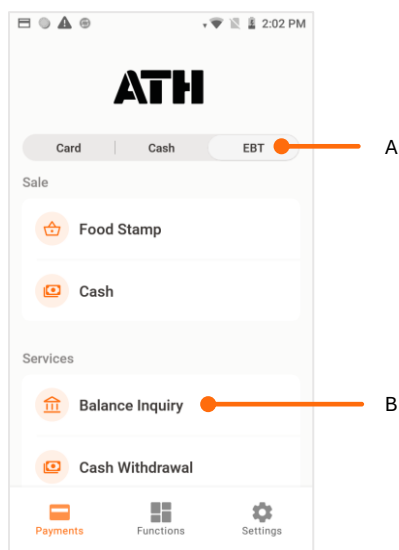 2:02 PM
ATH
Card Cash EBT
A
Sale
Food Stamp
Cash
Services
Balance Inquiry
B
Cash Withdrawal
Payments Functions Settings